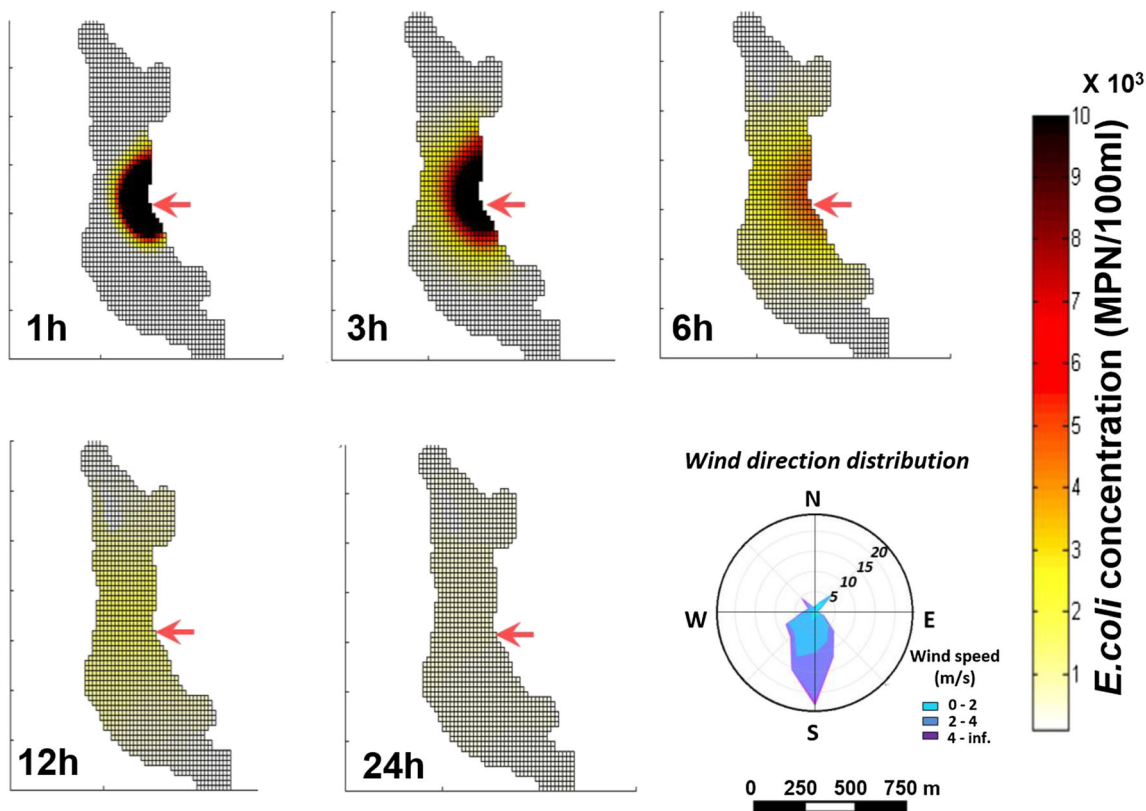 1h
3h
6h
X 10³
10
9
8
7
6
5
4
3
2
1
E.coli concentration (MPN/100ml)
12h
24h
Wind direction distribution
N
20
15
10
5
W
E
Wind speed
(m/s)
0 - 2
2 - 4
4 - inf.
S
0 250 500 750 m